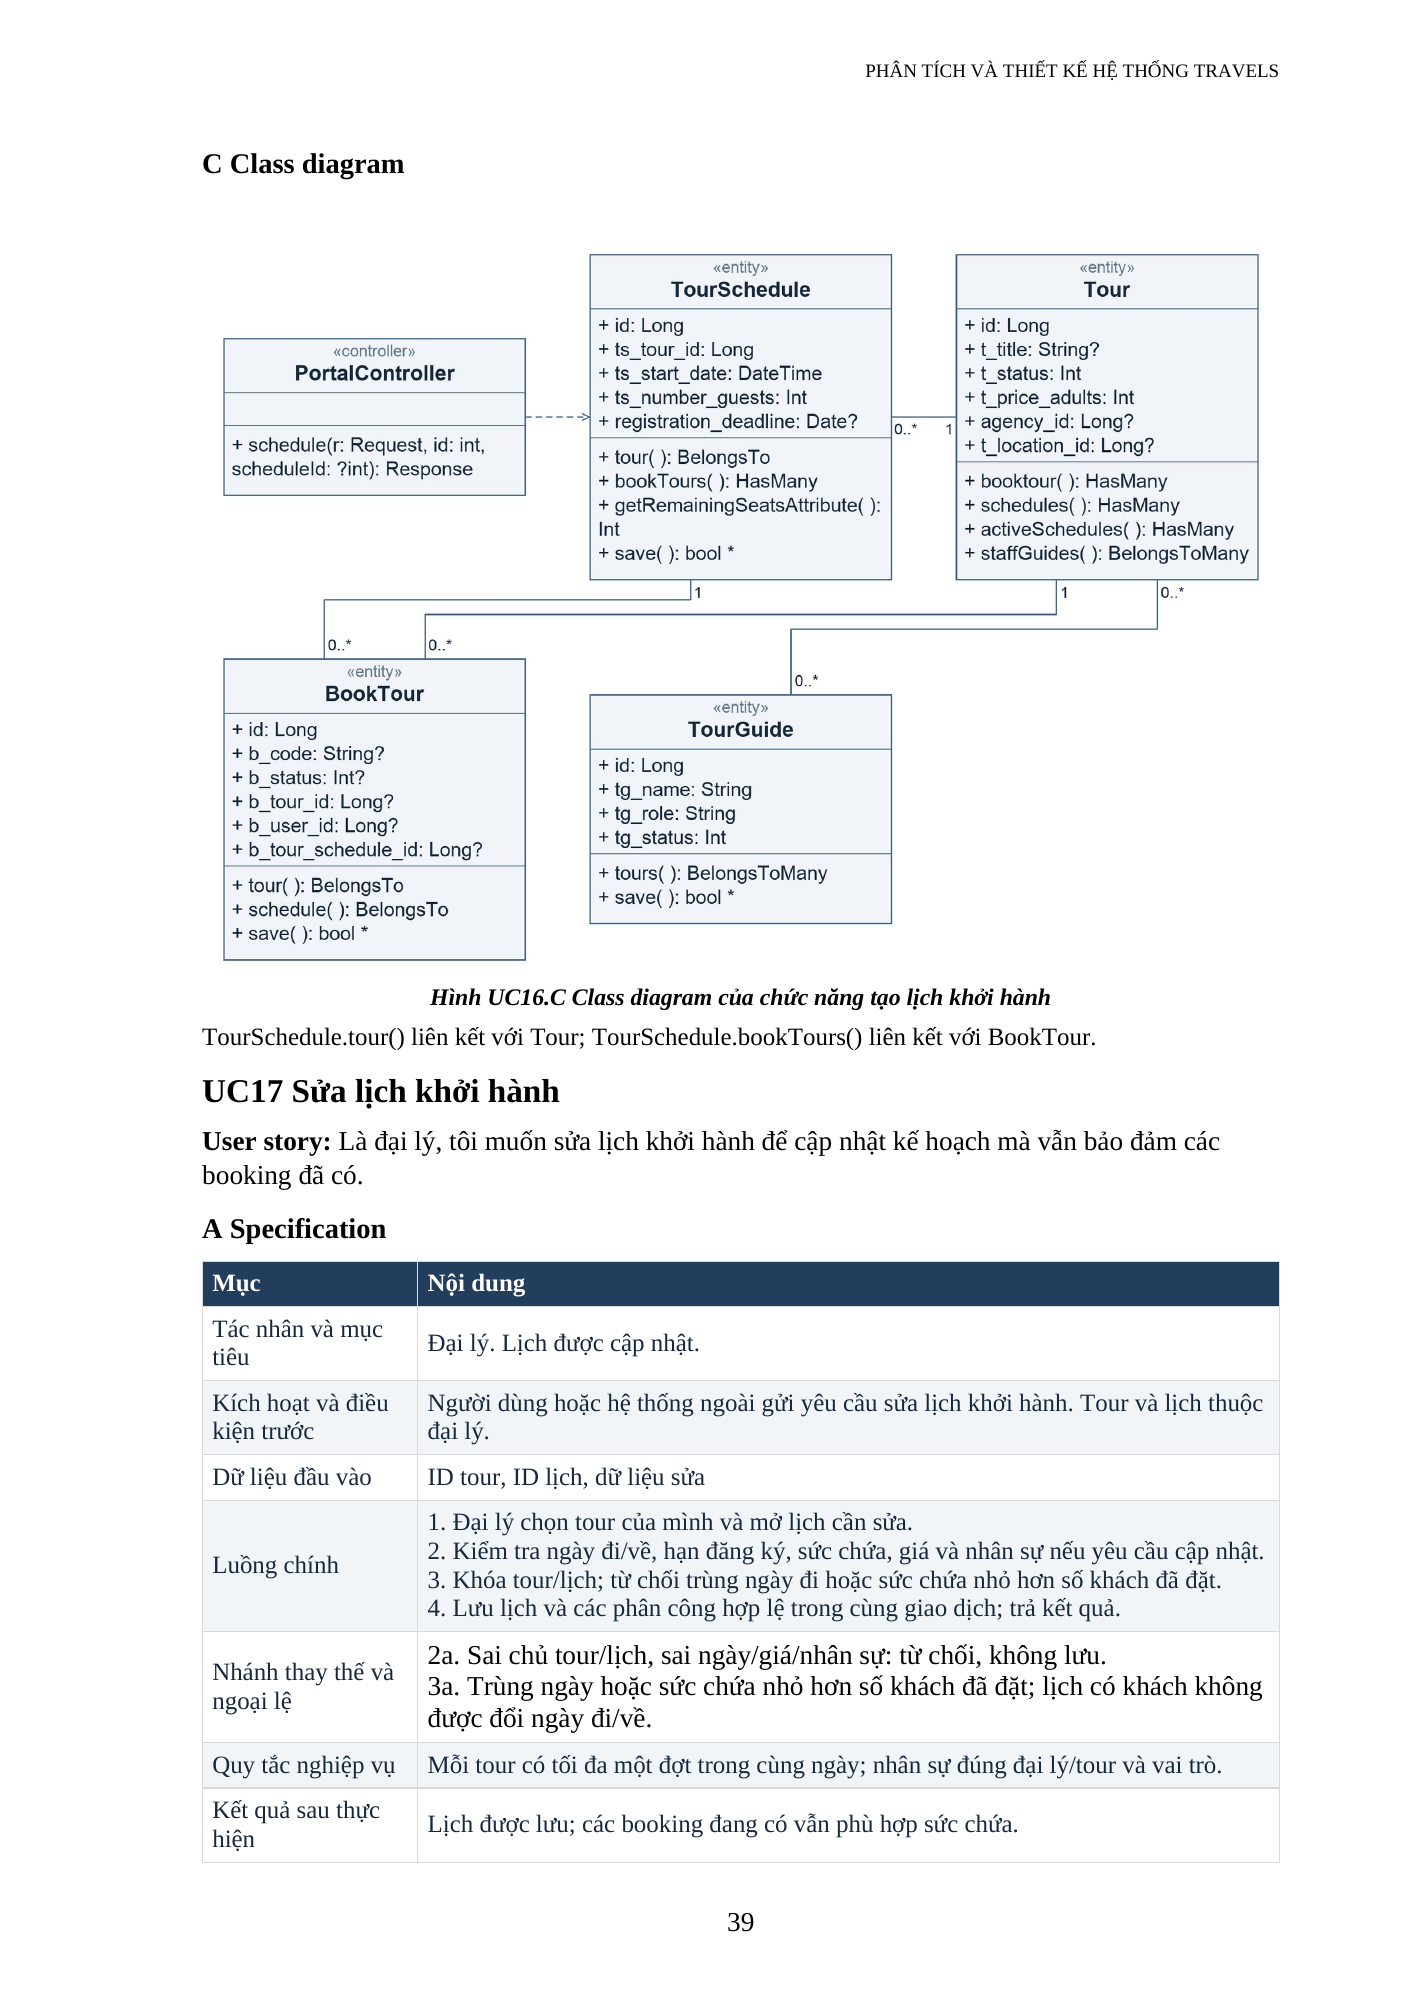 PHÂN TÍCH VÀ THIẾT KẾ HỆ THỐNG TRAVELS
C Class diagram
«controller»
PortalController
+ schedule(r: Request, id: int,
scheduleId: ?int): Response
«entity»
TourSchedule
+ id: Long
+ ts_tour_id: Long
+ ts_start_date: DateTime
+ ts_number_guests: Int
+ registration_deadline: Date?
+ tour( ): BelongsTo
+ bookTours( ): HasMany
+ getRemainingSeatsAttribute( ):
Int
+ save( ): bool *
0..* 1
«entity»
Tour
+ id: Long
+ t_title: String?
+ t_status: Int
+ t_price_adults: Int
+ agency_id: Long?
+ t_location_id: Long?
+ booktour( ): HasMany
+ schedules( ): HasMany
+ activeSchedules( ): HasMany
+ staffGuides( ): BelongsToMany
1 1 0..*
0..* 0..*
0..*
«entity»
BookTour
+ id: Long
+ b_code: String?
+ b_status: Int?
+ b_tour_id: Long?
+ b_user_id: Long?
+ b_tour_schedule_id: Long?
+ tour( ): BelongsTo
+ schedule( ): BelongsTo
+ save( ): bool *
«entity»
TourGuide
+ id: Long
+ tg_name: String
+ tg_role: String
+ tg_status: Int
+ tours( ): BelongsToMany
+ save( ): bool *
Hình UC16.C Class diagram của chức năng tạo lịch khởi hành
TourSchedule.tour() liên kết với Tour; TourSchedule.bookTours() liên kết với BookTour.
UC17 Sửa lịch khởi hành
User story: Là đại lý, tôi muốn sửa lịch khởi hành để cập nhật kế hoạch mà vẫn bảo đảm các
booking đã có.
A Specification
Mục Nội dung
Tác nhân và mục
tiêu
Đại lý. Lịch được cập nhật.
Kích hoạt và điều
kiện trước
Người dùng hoặc hệ thống ngoài gửi yêu cầu sửa lịch khởi hành. Tour và lịch thuộc
đại lý.
Dữ liệu đầu vào ID tour, ID lịch, dữ liệu sửa
Luồng chính
1. Đại lý chọn tour của mình và mở lịch cần sửa.
2. Kiểm tra ngày đi/về, hạn đăng ký, sức chứa, giá và nhân sự nếu yêu cầu cập nhật.
3. Khóa tour/lịch; từ chối trùng ngày đi hoặc sức chứa nhỏ hơn số khách đã đặt.
4. Lưu lịch và các phân công hợp lệ trong cùng giao dịch; trả kết quả.
Nhánh thay thế và
ngoại lệ
2a. Sai chủ tour/lịch, sai ngày/giá/nhân sự: từ chối, không lưu.
3a. Trùng ngày hoặc sức chứa nhỏ hơn số khách đã đặt; lịch có khách không
được đổi ngày đi/về.
Quy tắc nghiệp vụ Mỗi tour có tối đa một đợt trong cùng ngày; nhân sự đúng đại lý/tour và vai trò.
Kết quả sau thực
hiện
Lịch được lưu; các booking đang có vẫn phù hợp sức chứa.
39